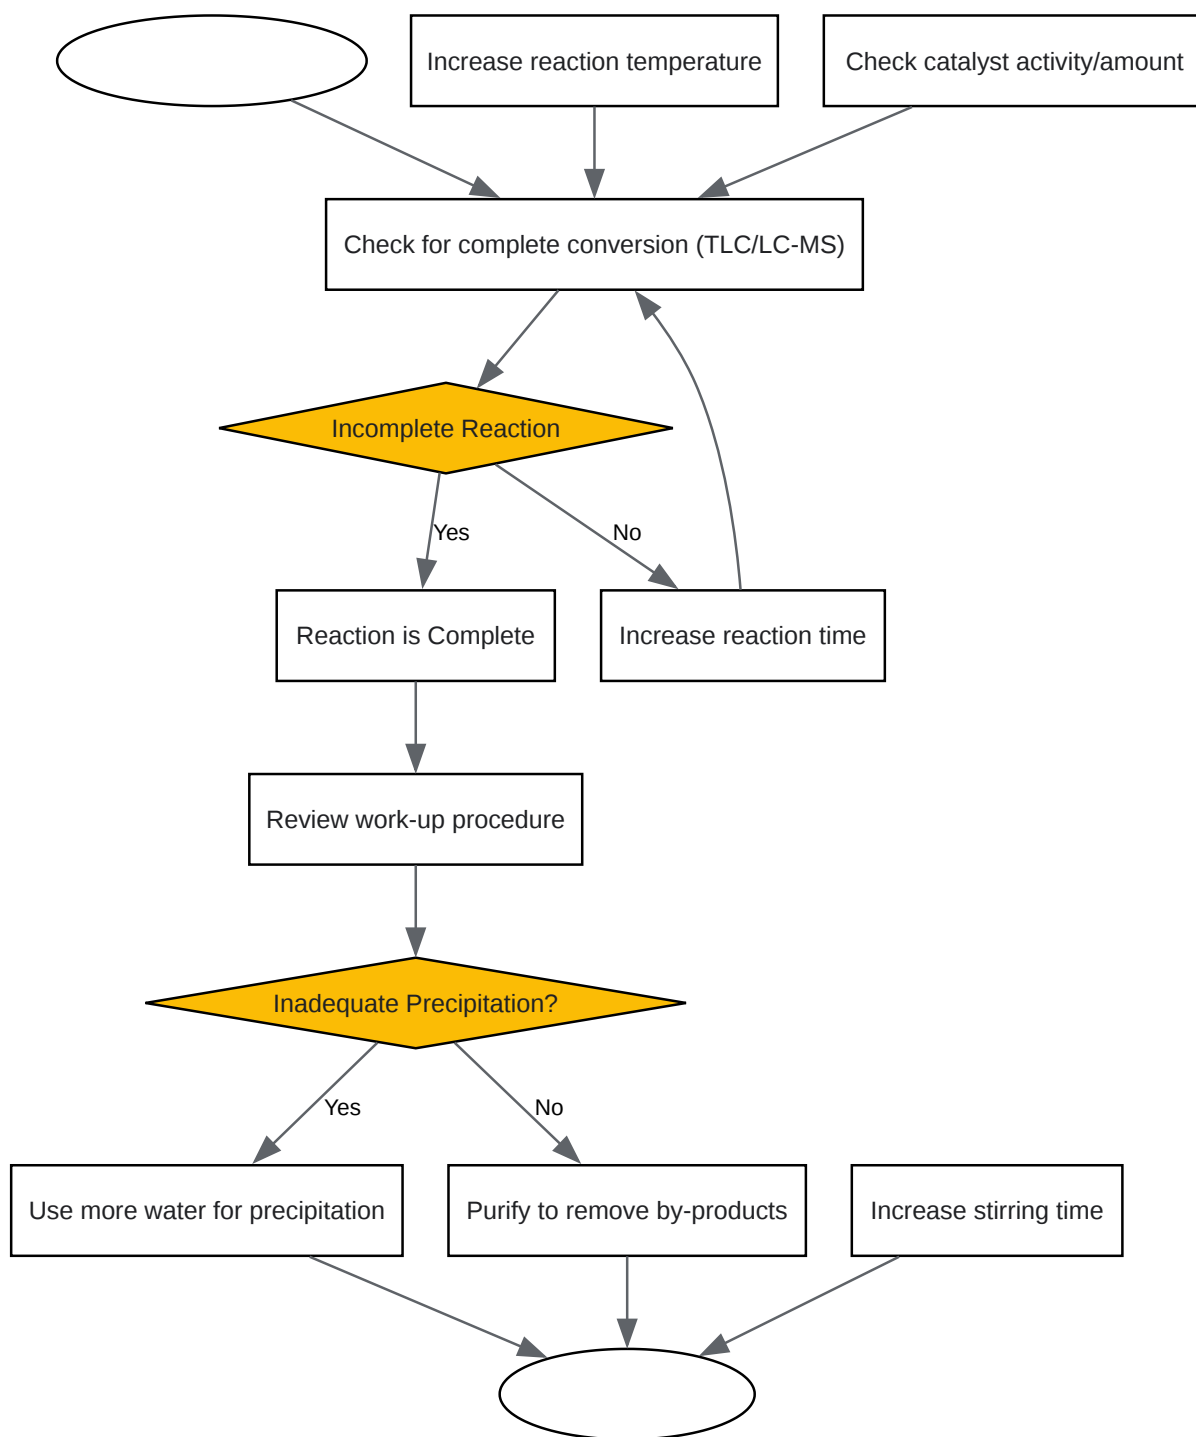 Increase reaction temperature
Check catalyst activity/amount
Check for complete conversion (TLC/LC-MS)
Incomplete Reaction
Yes
No
Reaction is Complete
Increase reaction time
Review work-up procedure
Inadequate Precipitation?
Yes
No
Use more water for precipitation
Purify to remove by-products
Increase stirring time